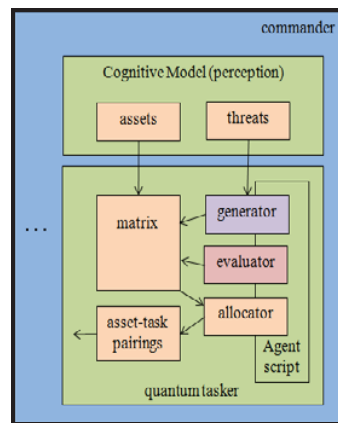 commander
Cognitive Model (perception)
assets
threats
...
matrix
generator
evaluator
allocator
asset-task
pairings
Agent
script
quantum tasker